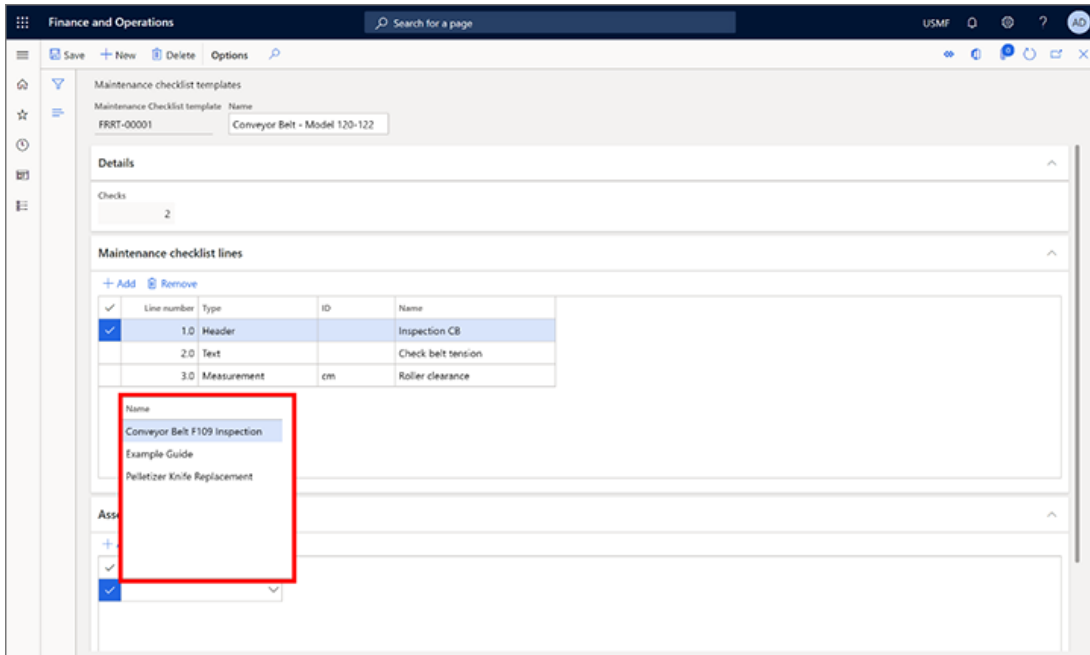 Finance and Operations
Search for a page
USMF
?
AD
Save
New
Delete
Options
0
Maintenance checklist templates
Maintenance Checklist template Name
FRRT-00001 Conveyor Belt - Model 120-122
Details
Checks
2
Maintenance checklist lines
Add Remove
Line number Type ID Name
1.0 Header Inspection CB
2.0 Text Check belt tension
3.0 Measurement cm Roller clearance
Name
Conveyor Belt F109 Inspection
Example Guide
Pelletizer Knife Replacement
Ass